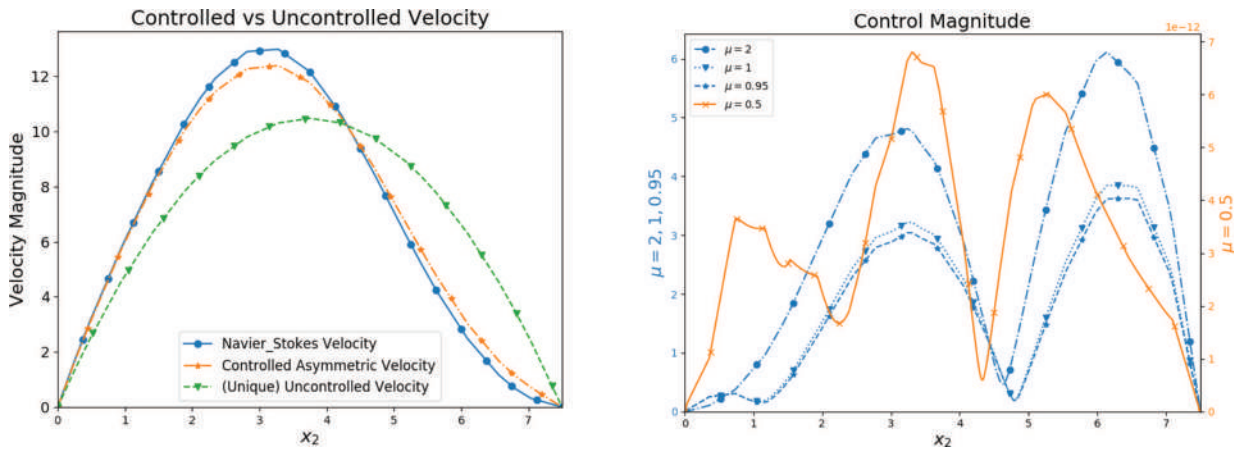 Controlled vs Uncontrolled Velocity
Velocity Magnitude
12
10
8
6
4
2
0
Navier_Stokes Velocity
Controlled Asymmetric Velocity
(Unique) Uncontrolled Velocity
0 1 2 3 4 5 6 7
x₂
Control Magnitude
1e−12
μ = 2, 1, 0.95
6
5
4
3
2
1
0
μ = 2
μ = 1
μ = 0.95
μ = 0.5
7
6
5
4
3
2
1
0
μ = 0.5
0 1 2 3 4 5 6 7
x₂